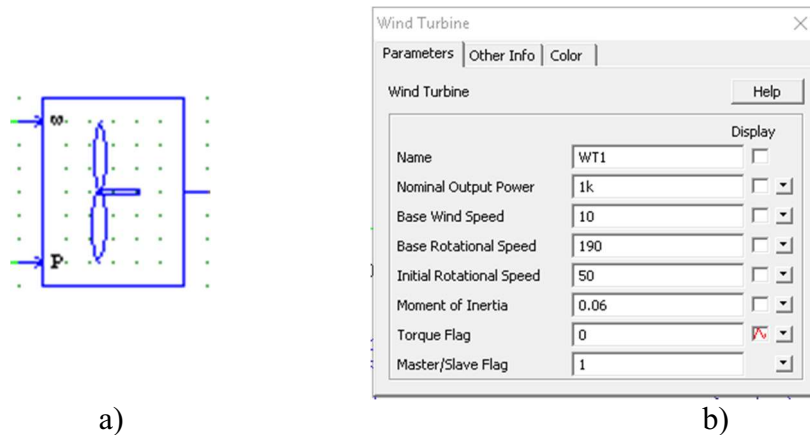 ω
P
a)
Wind Turbine
Parameters Other Info Color
Wind Turbine Help
Display
Name WT1
Nominal Output Power 1k
Base Wind Speed 10
Base Rotational Speed 190
Initial Rotational Speed 50
Moment of Inertia 0.06
Torque Flag 0
Master/Slave Flag 1
b)